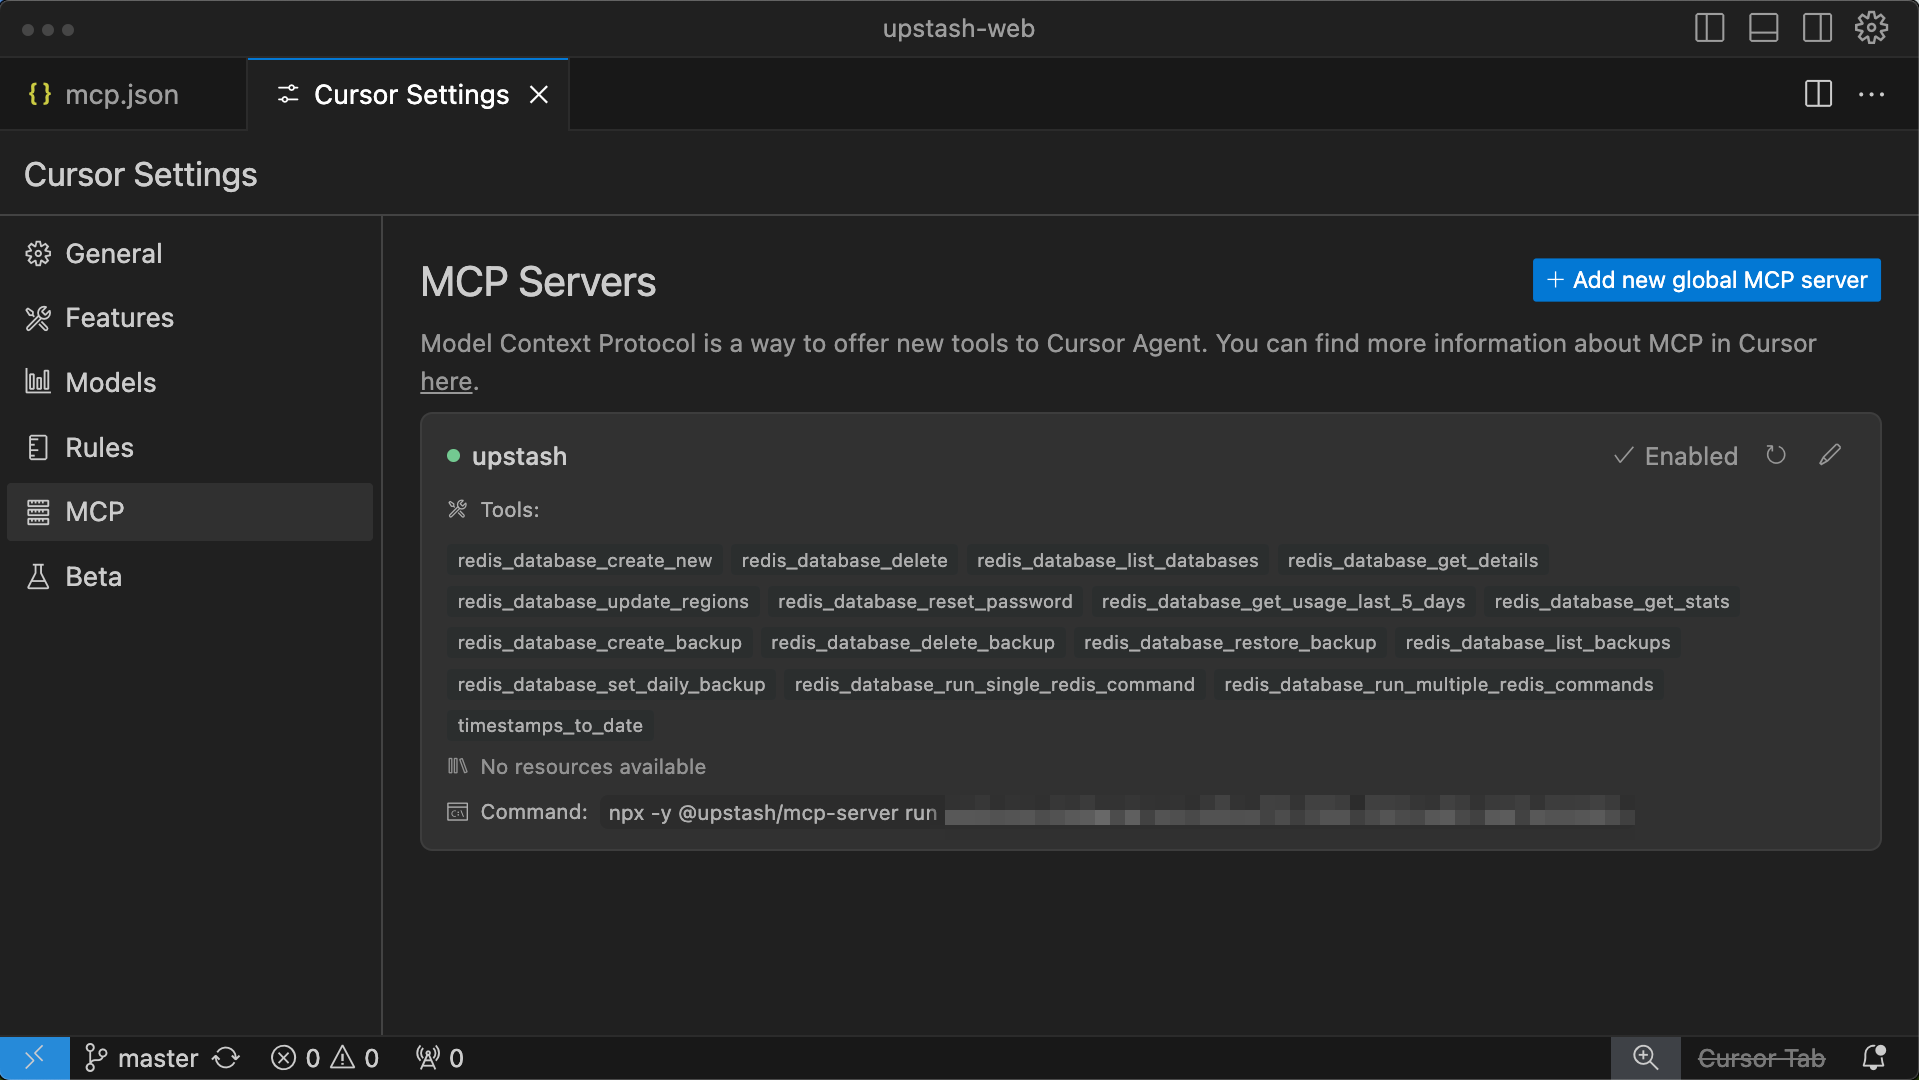 upstash-web
mcp.json
Cursor Settings
Cursor Settings
General
Features
Models
Rules
MCP
Beta
MCP Servers
+ Add new global MCP server
Model Context Protocol is a way to offer new tools to Cursor Agent. You can find more information about MCP in Cursor
here.
upstash
Enabled
Tools:
redis_database_create_new redis_database_delete redis_database_list_databases redis_database_get_details
redis_database_update_regions redis_database_reset_password redis_database_get_usage_last_5_days redis_database_get_stats
redis_database_create_backup redis_database_delete_backup redis_database_restore_backup redis_database_list_backups
redis_database_set_daily_backup redis_database_run_single_redis_command redis_database_run_multiple_redis_commands
timestamps_to_date
No resources available
Command: npx -y @upstash/mcp-server run
master 0 0 0
Cursor Tab